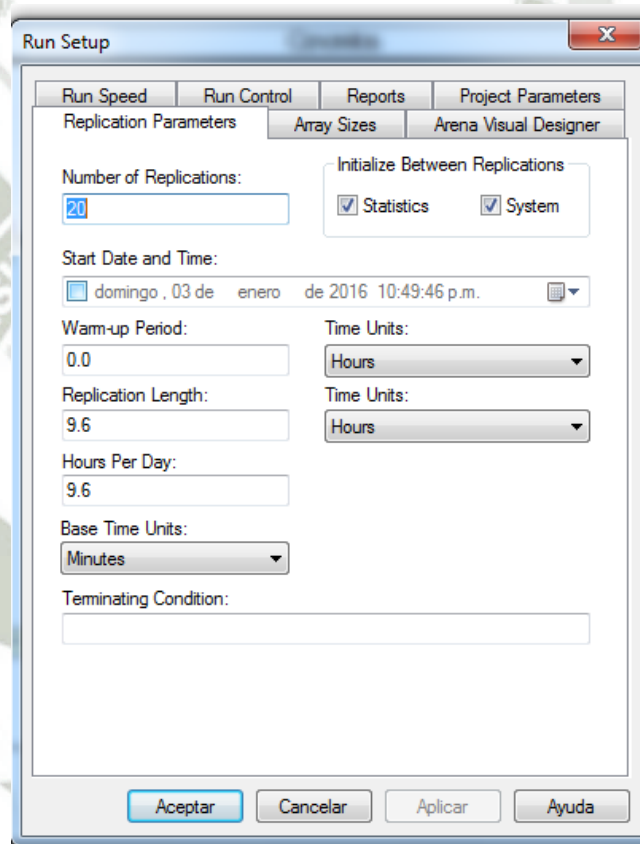 Run Setup
Run Speed Run Control Reports Project Parameters
Replication Parameters Array Sizes Arena Visual Designer
Number of Replications:
20
Initialize Between Replications
Statistics System
Start Date and Time:
domingo , 03 de enero de 2016 10:49:46 p.m.
Warm-up Period: Time Units:
0.0 Hours
Replication Length: Time Units:
9.6 Hours
Hours Per Day:
9.6
Base Time Units:
Minutes
Terminating Condition:
Aceptar Cancelar Aplicar Ayuda